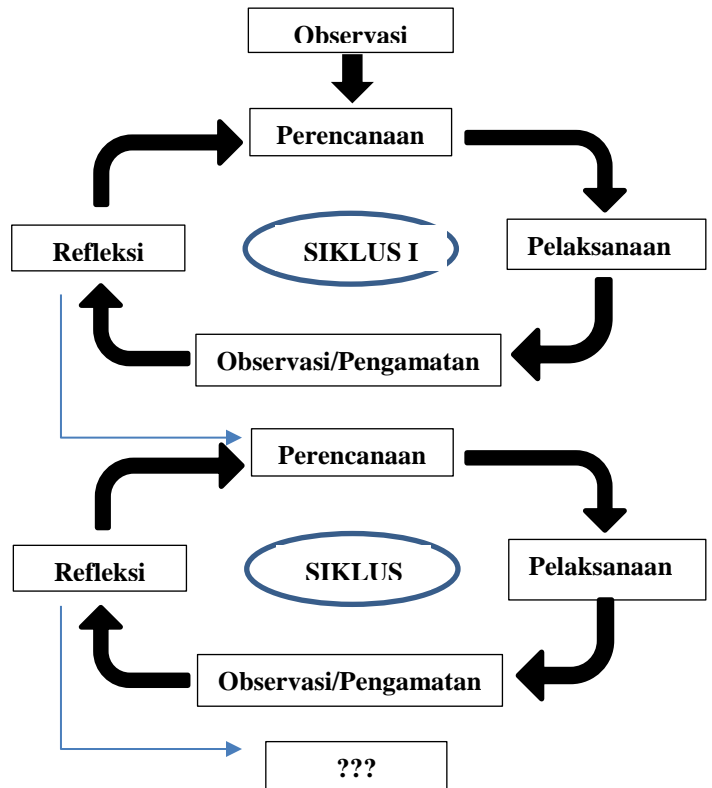 Observasi
Perencanaan
Refleksi
SIKLUS I
Pelaksanaan
Observasi/Pengamatan
Perencanaan
Refleksi
SIKLUS
Pelaksanaan
Observasi/Pengamatan
???